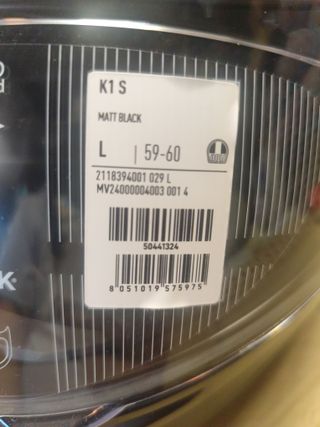 K1 S
MATT BLACK
L | 59-60
2118394001 029 L
MV24000004003 001 4
50441324
8 051019 575975
K